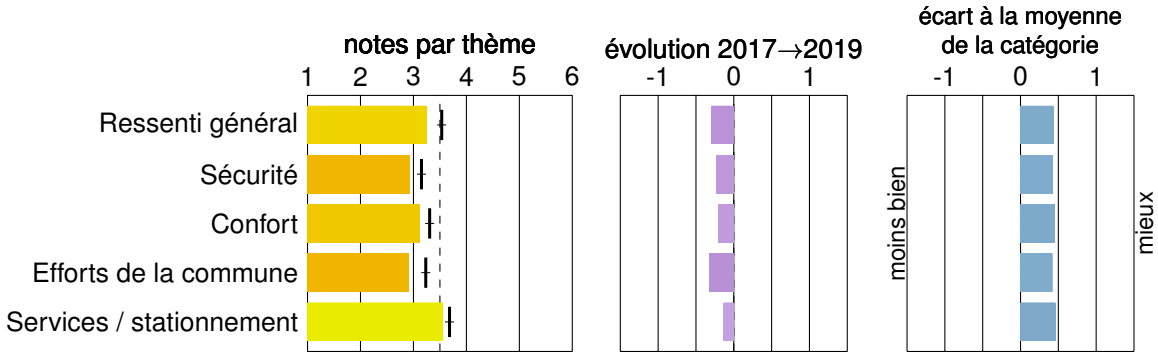 notes par thème
évolution 2017→2019
écart à la moyenne
de la catégorie
1 2 3 4 5 6
-1 0 1
-1 0 1
Ressenti général
Sécurité
Confort
Efforts de la commune
Services / stationnement
moins bien
mieux